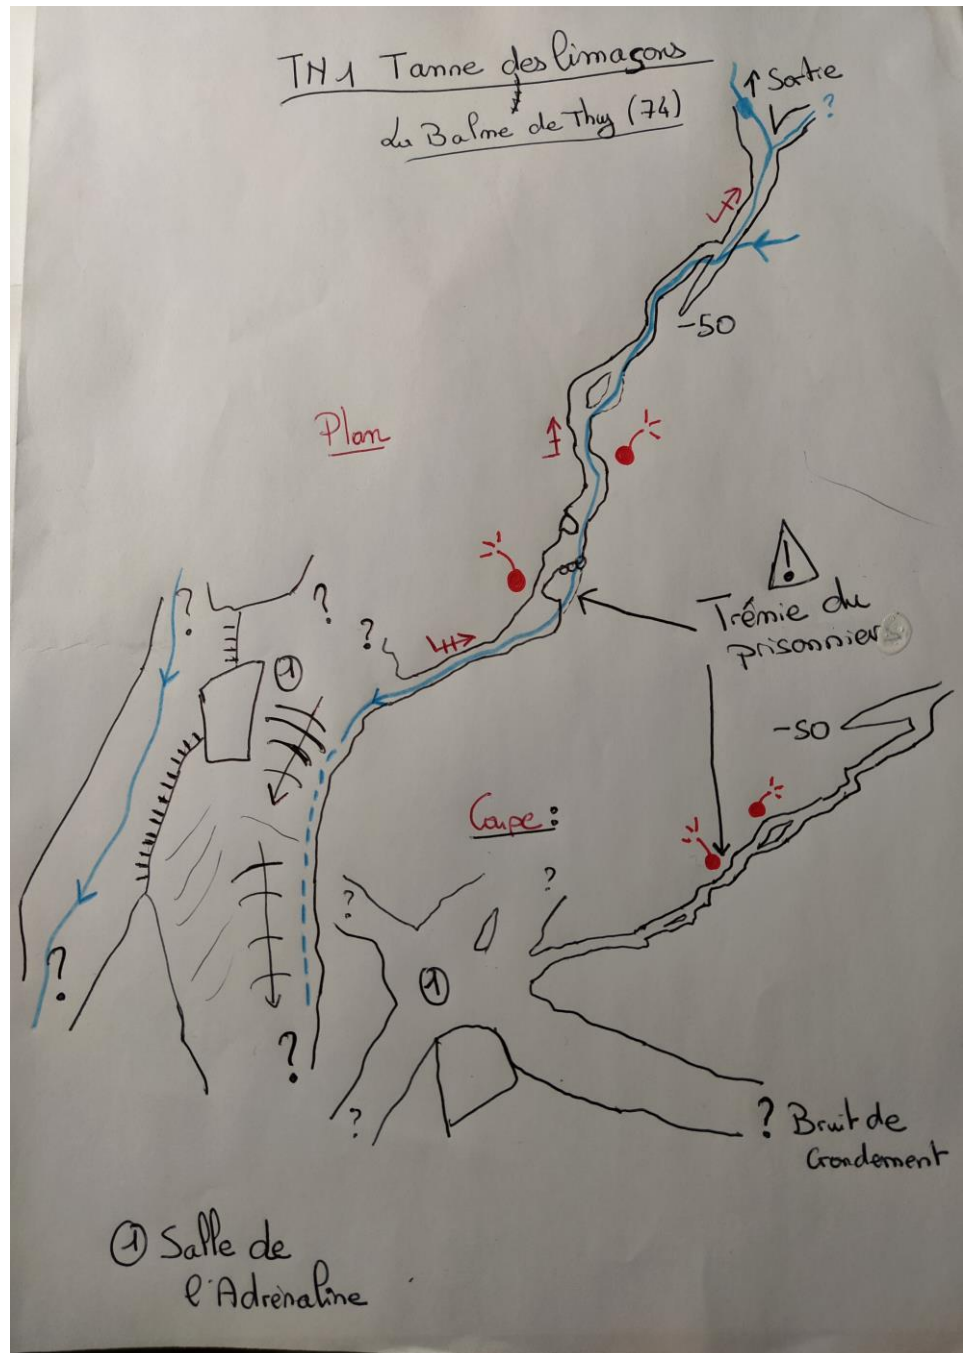 TN1 Tanne des limaçons
La Balme de Thuy (74)
↑ Sortie
?
-50
Plan
!
Trémie du
prisonnier
?
?
?
1
-50
Coupe :
?
?
1
?
?
?
? Bruit de
Grondement
1 Salle de
l'Adrénaline